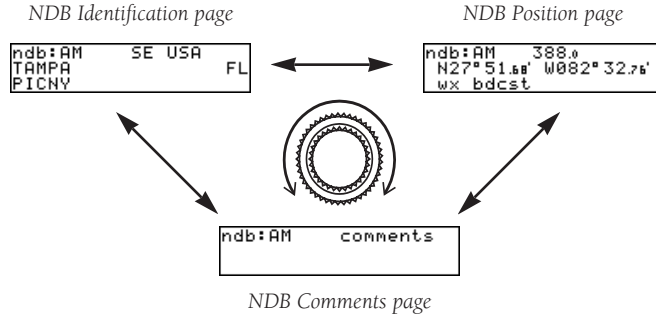 NDB Identification page
NDB Position page
ndb:AM SE USA
TAMPA FL
PICNY
ndb:AM 388.0
N27°51.68' W082°32.76'
wx bdcst
ndb:AM comments
NDB Comments page